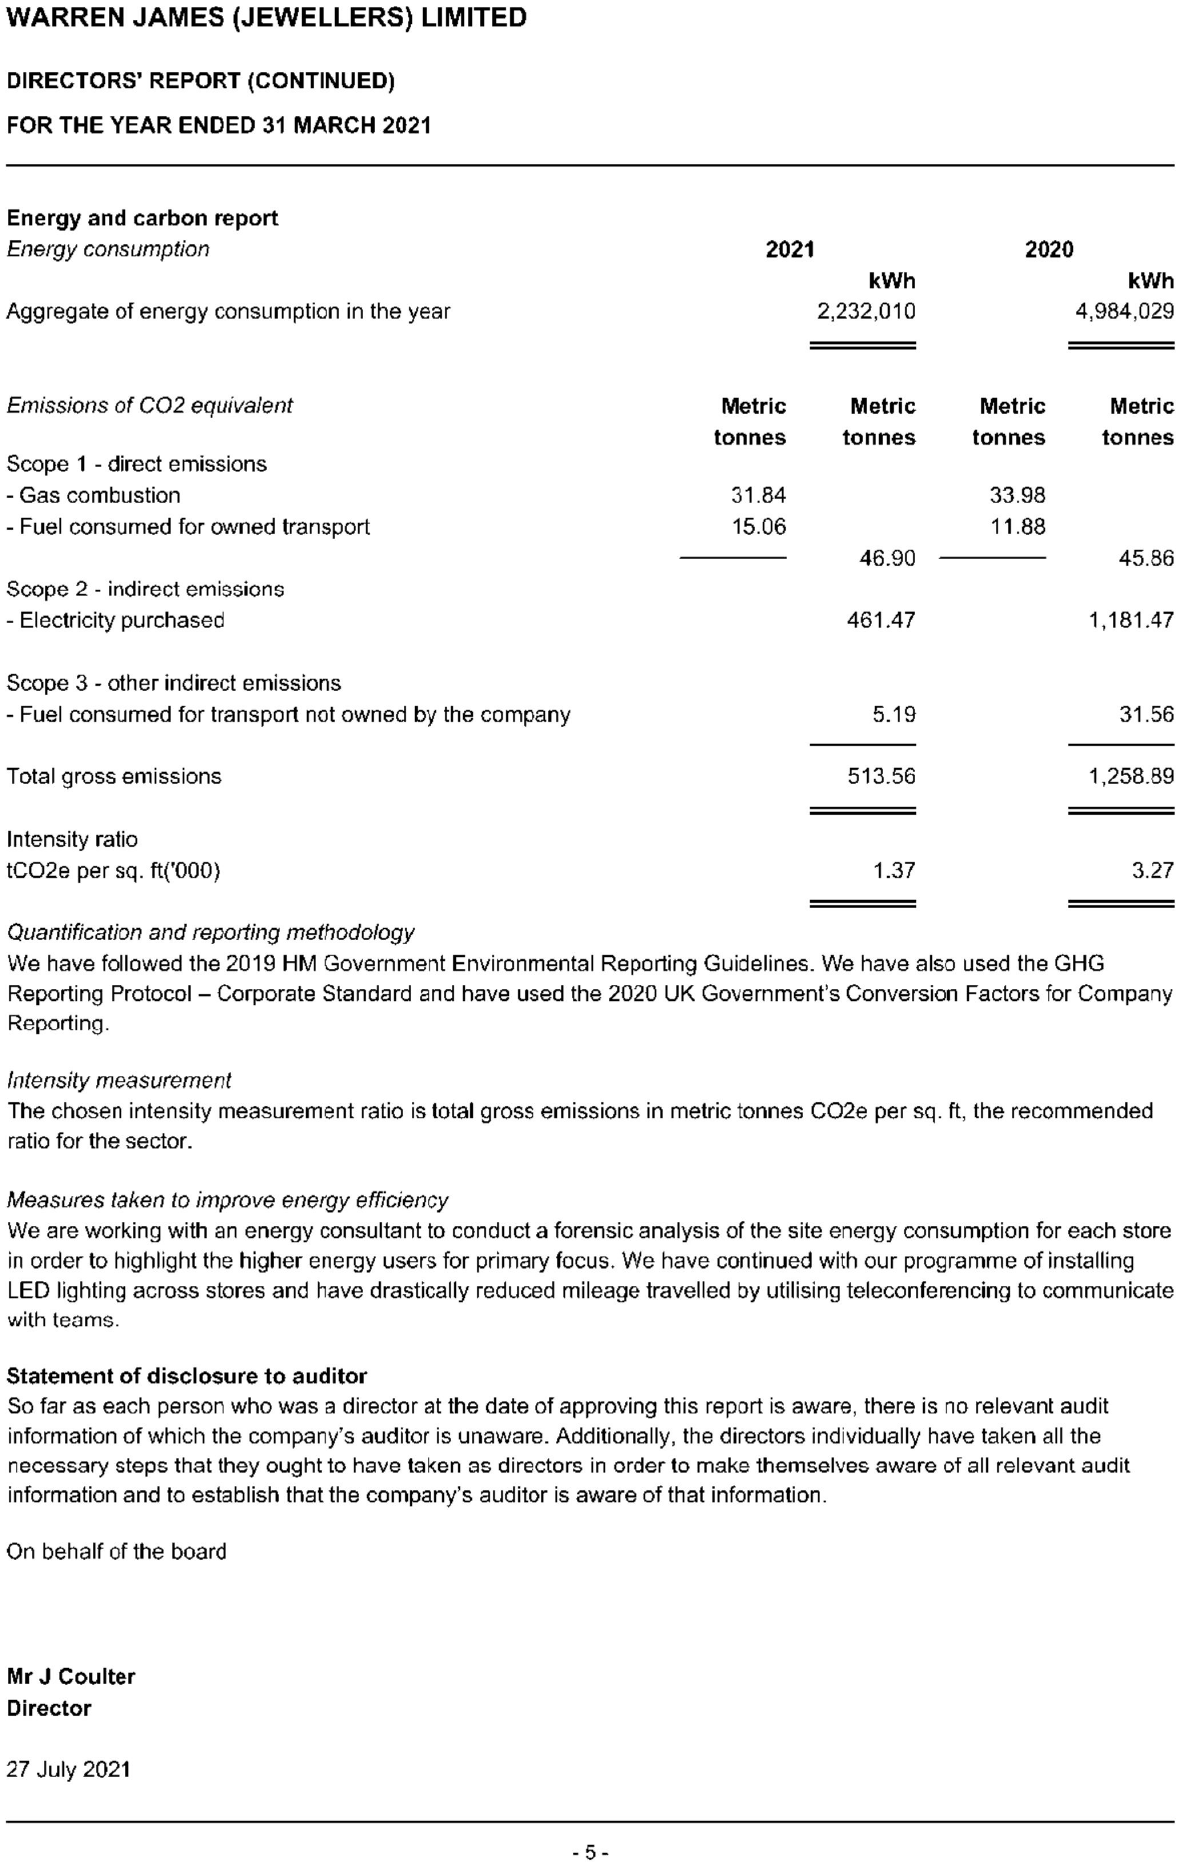 WARREN JAMES (JEWELLERS) LIMITED
DIRECTORS' REPORT (CONTINUED)
FOR THE YEAR ENDED 31 MARCH 2021
Energy and carbon report
Energy consumption 2021 2020
kWh kWh
Aggregate of energy consumption in the year 2,232,010 4,984,029
Emissions of CO2 equivalent Metric Metric Metric Metric
tonnes tonnes tonnes tonnes
Scope 1 - direct emissions
- Gas combustion 31.84 33.98
- Fuel consumed for owned transport 15.06 11.88
46.90 45.86
Scope 2 - indirect emissions
- Electricity purchased 461.47 1,181.47
Scope 3 - other indirect emissions
- Fuel consumed for transport not owned by the company 5.19 31.56
Total gross emissions 513.56 1,258.89
Intensity ratio
tCO2e per sq. ft('000) 1.37 3.27
Quantification and reporting methodology
We have followed the 2019 HM Government Environmental Reporting Guidelines. We have also used the GHG
Reporting Protocol – Corporate Standard and have used the 2020 UK Government's Conversion Factors for Company
Reporting.
Intensity measurement
The chosen intensity measurement ratio is total gross emissions in metric tonnes CO2e per sq. ft, the recommended
ratio for the sector.
Measures taken to improve energy efficiency
We are working with an energy consultant to conduct a forensic analysis of the site energy consumption for each store
in order to highlight the higher energy users for primary focus. We have continued with our programme of installing
LED lighting across stores and have drastically reduced mileage travelled by utilising teleconferencing to communicate
with teams.
Statement of disclosure to auditor
So far as each person who was a director at the date of approving this report is aware, there is no relevant audit
information of which the company's auditor is unaware. Additionally, the directors individually have taken all the
necessary steps that they ought to have taken as directors in order to make themselves aware of all relevant audit
information and to establish that the company's auditor is aware of that information.
On behalf of the board
Mr J Coulter
Director
27 July 2021
- 5 -